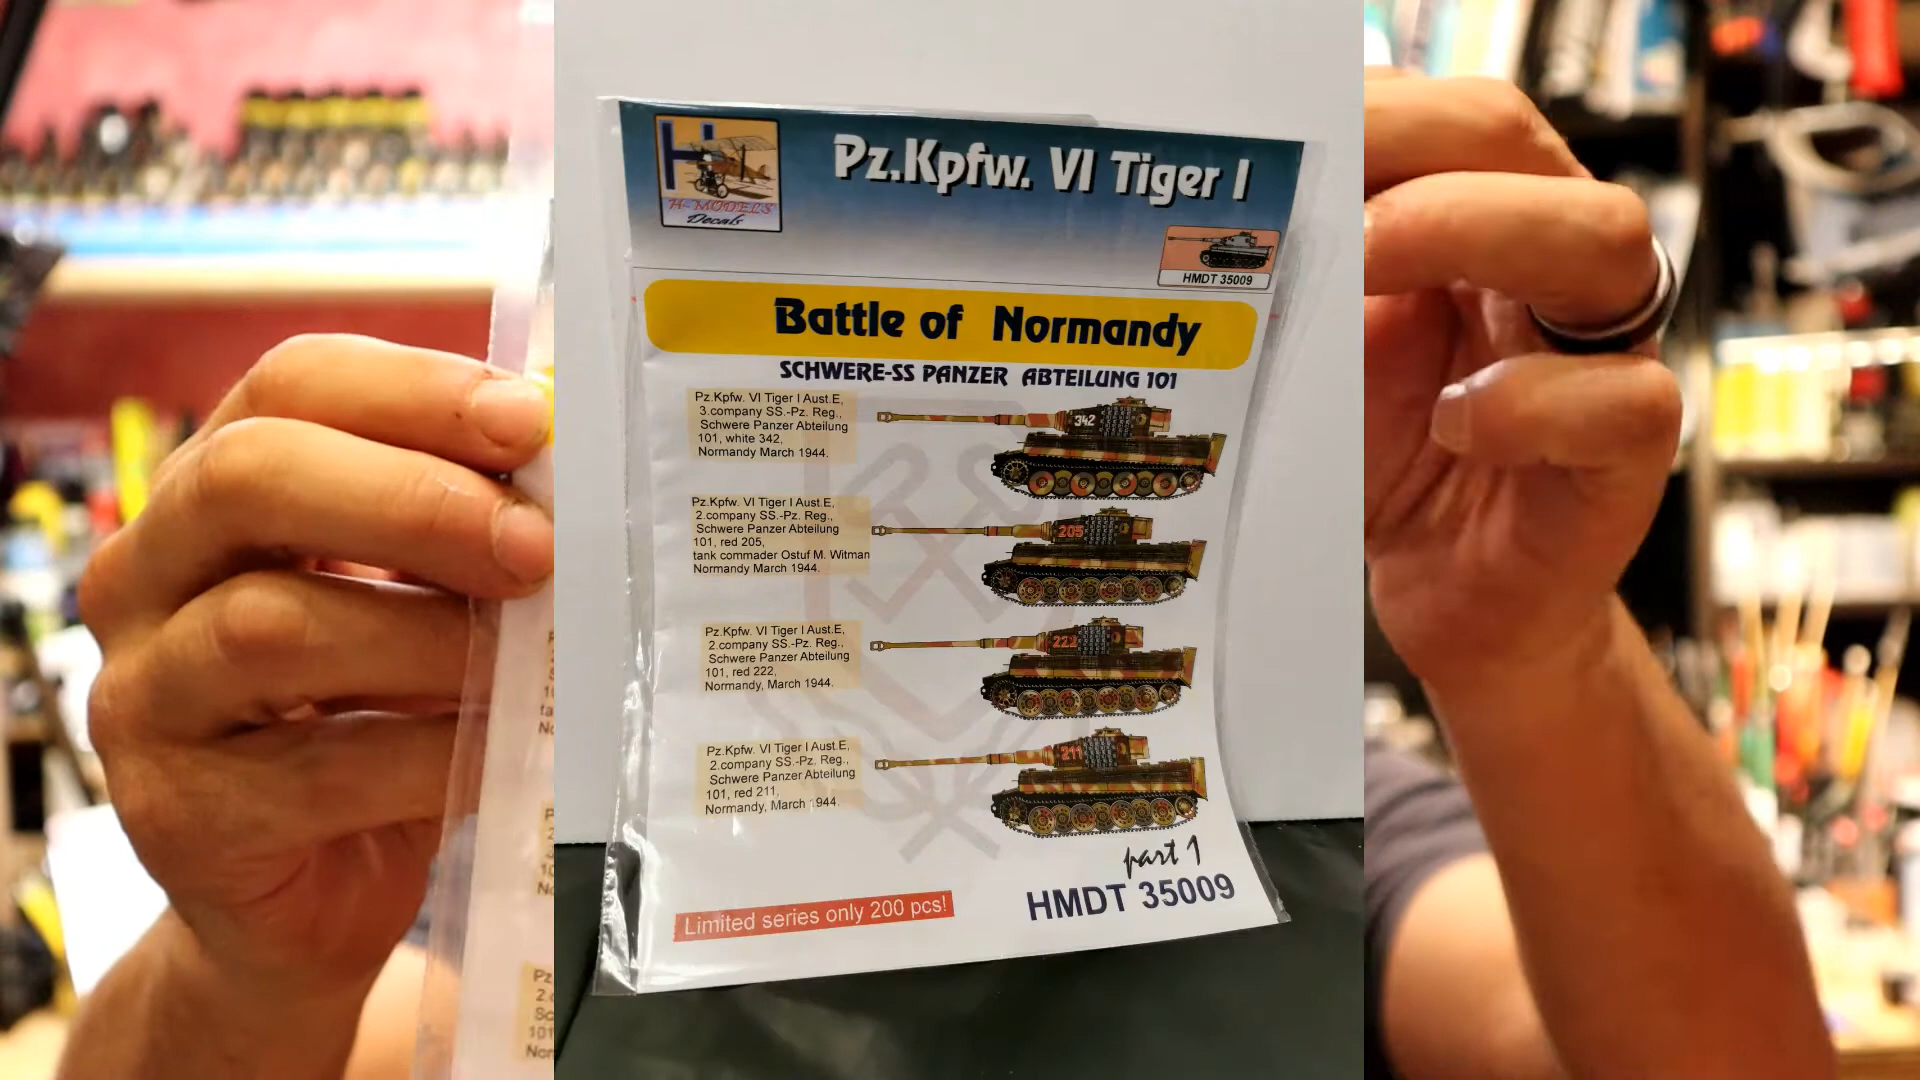 H
H-MODELS
Decals
Pz.Kpfw. VI Tiger I
HMDT 35009
Battle of Normandy
SCHWERE-SS PANZER ABTEILUNG 101
Pz.Kpfw. VI Tiger I Aust.E,
3.company SS.-Pz. Reg.,
Schwere Panzer Abteilung
101, white 342,
Normandy March 1944.
342
Pz.Kpfw. VI Tiger I Aust.E,
2.company SS.-Pz. Reg.,
Schwere Panzer Abteilung
101, red 205,
tank commader Ostuf M. Witman
Normandy March 1944.
205
Pz.Kpfw. VI Tiger I Aust.E,
2.company SS.-Pz. Reg.,
Schwere Panzer Abteilung
101, red 222,
Normandy, March 1944.
222
Pz.Kpfw. VI Tiger I Aust.E,
2.company SS.-Pz. Reg.,
Schwere Panzer Abteilung
101, red 211,
Normandy, March 1944.
211
part 1
HMDT 35009
Limited series only 200 pcs!